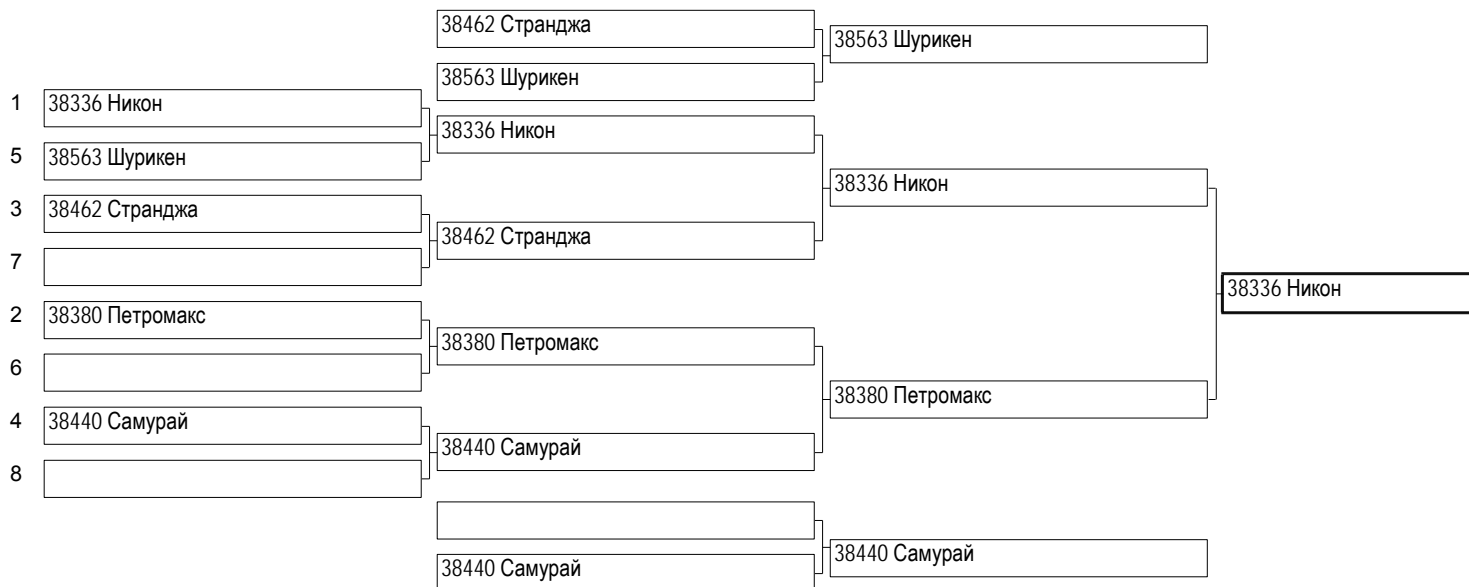 38462 Странджа
38563 Шурикен
38563 Шурикен
1 38336 Никон
38336 Никон
5 38563 Шурикен
38336 Никон
3 38462 Странджа
38462 Странджа
7
38336 Никон
2 38380 Петромакс
38380 Петромакс
6
38380 Петромакс
4 38440 Самурай
38440 Самурай
8
38440 Самурай
38440 Самурай